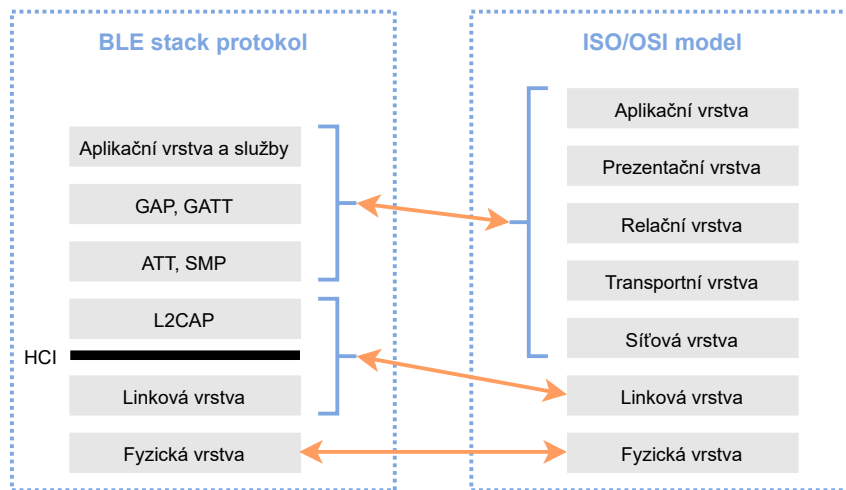 BLE stack protokol
Aplikační vrstva a služby
GAP, GATT
ATT, SMP
L2CAP
HCI
Linková vrstva
Fyzická vrstva
ISO/OSI model
Aplikační vrstva
Prezentační vrstva
Relační vrstva
Transportní vrstva
Síťová vrstva
Linková vrstva
Fyzická vrstva